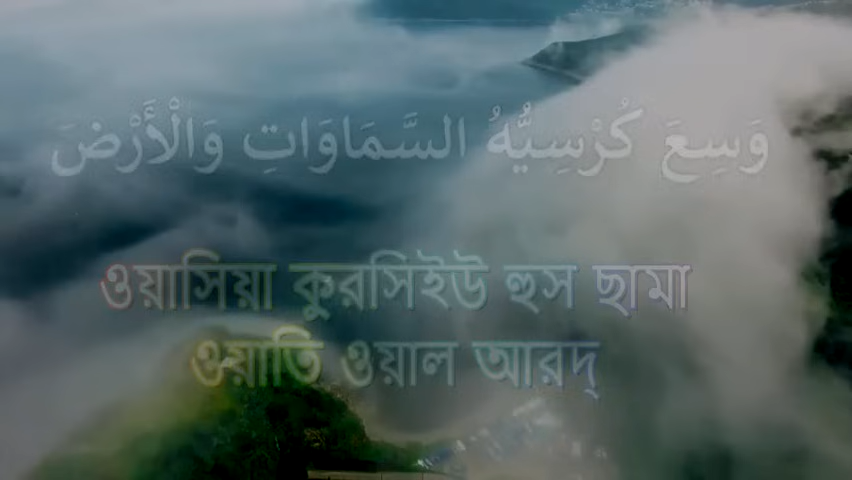 وَسِعَ كُرْسِيُّهُ السَّمَاوَاتِ وَالْأَرْضَ
ওয়াসিয়া কুরসিইউ হুস ছামা
ওয়াতি ওয়াল আরদ্